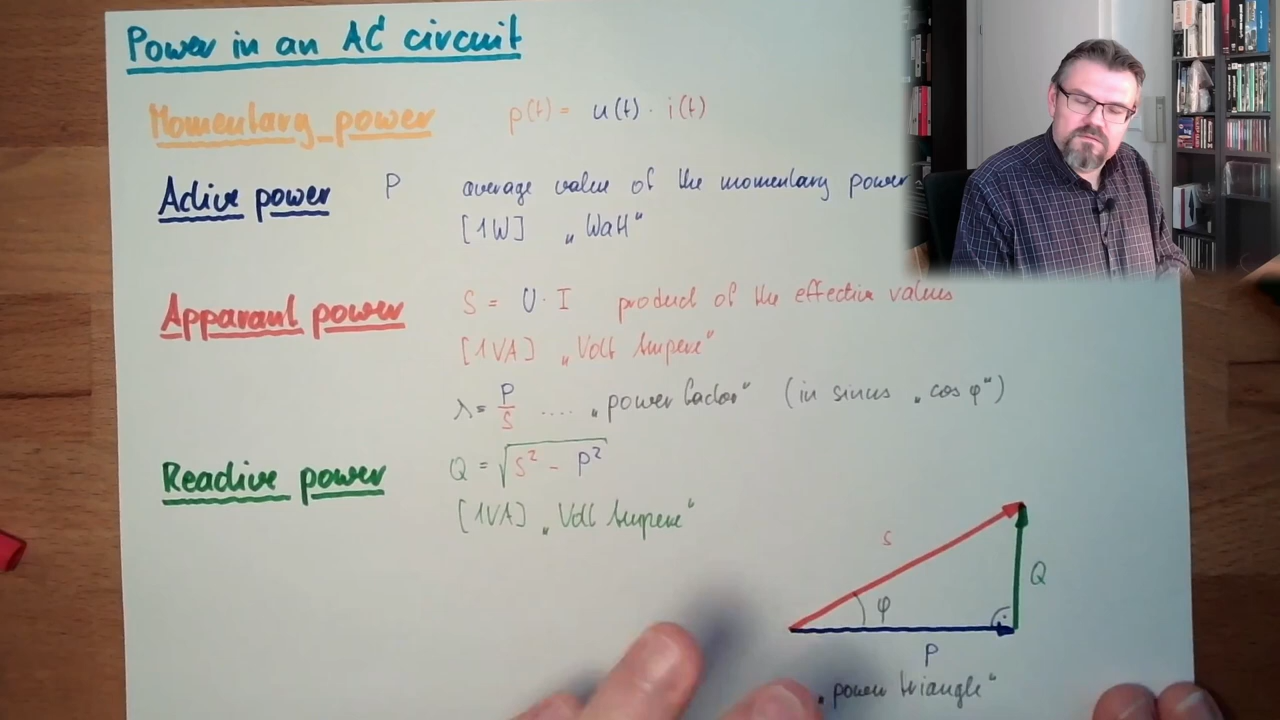 Power in an AC circuit
Momentary power p(t) = u(t) · i(t)
Active power P average value of the momentary power
[1W] „Watt“
Apparant power S = U · I product of the effective values
[1VA] „Volt Ampere“
λ = P/S .... „power factor“ (in sinus „cos φ“)
Reactive power Q = √(S² - P²)
[1VA] „Volt Ampere“
S
Q
φ
P
„power triangle“